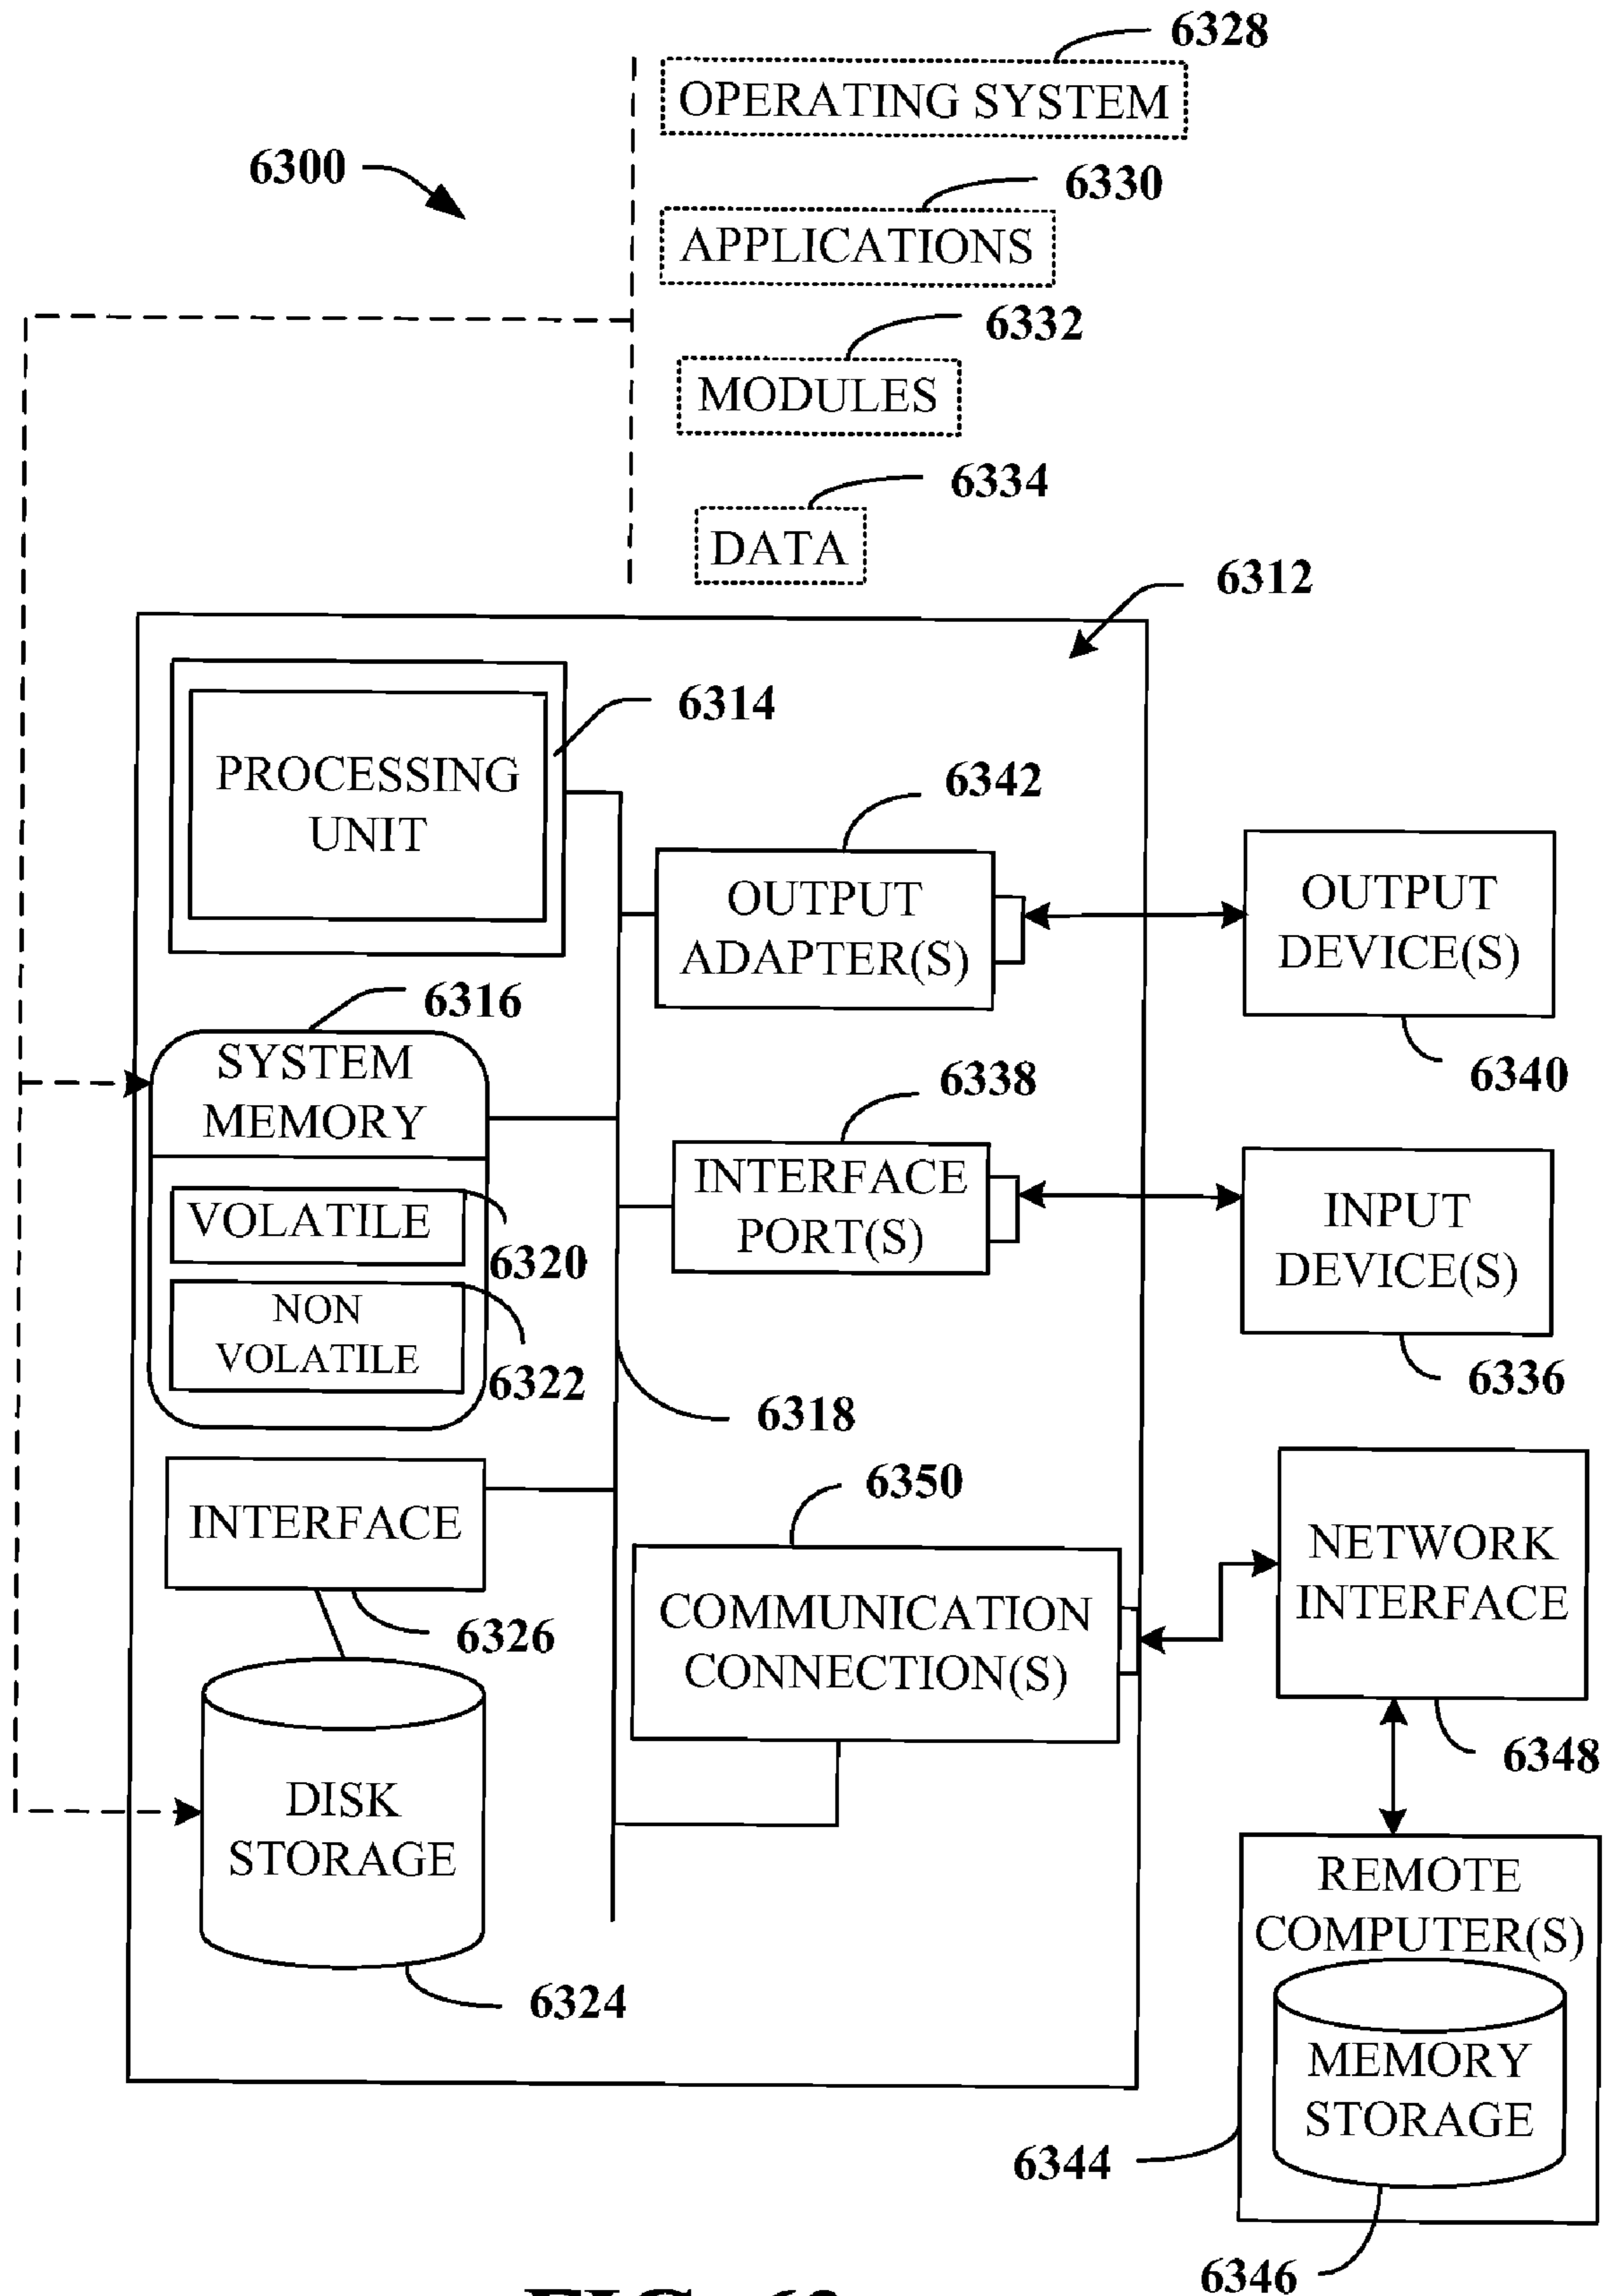 6328
OPERATING SYSTEM
6300
6330
APPLICATIONS
6332
MODULES
6334
DATA
6312
6314
PROCESSING
UNIT
6342
OUTPUT
ADAPTER(S)
OUTPUT
DEVICE(S)
6340
6316
SYSTEM
MEMORY
VOLATILE
6320
NON
VOLATILE
6322
6338
INTERFACE
PORT(S)
INPUT
DEVICE(S)
6336
6318
INTERFACE
6326
6350
COMMUNICATION
CONNECTION(S)
NETWORK
INTERFACE
6348
DISK
STORAGE
6324
REMOTE
COMPUTER(S)
MEMORY
STORAGE
6344
6346